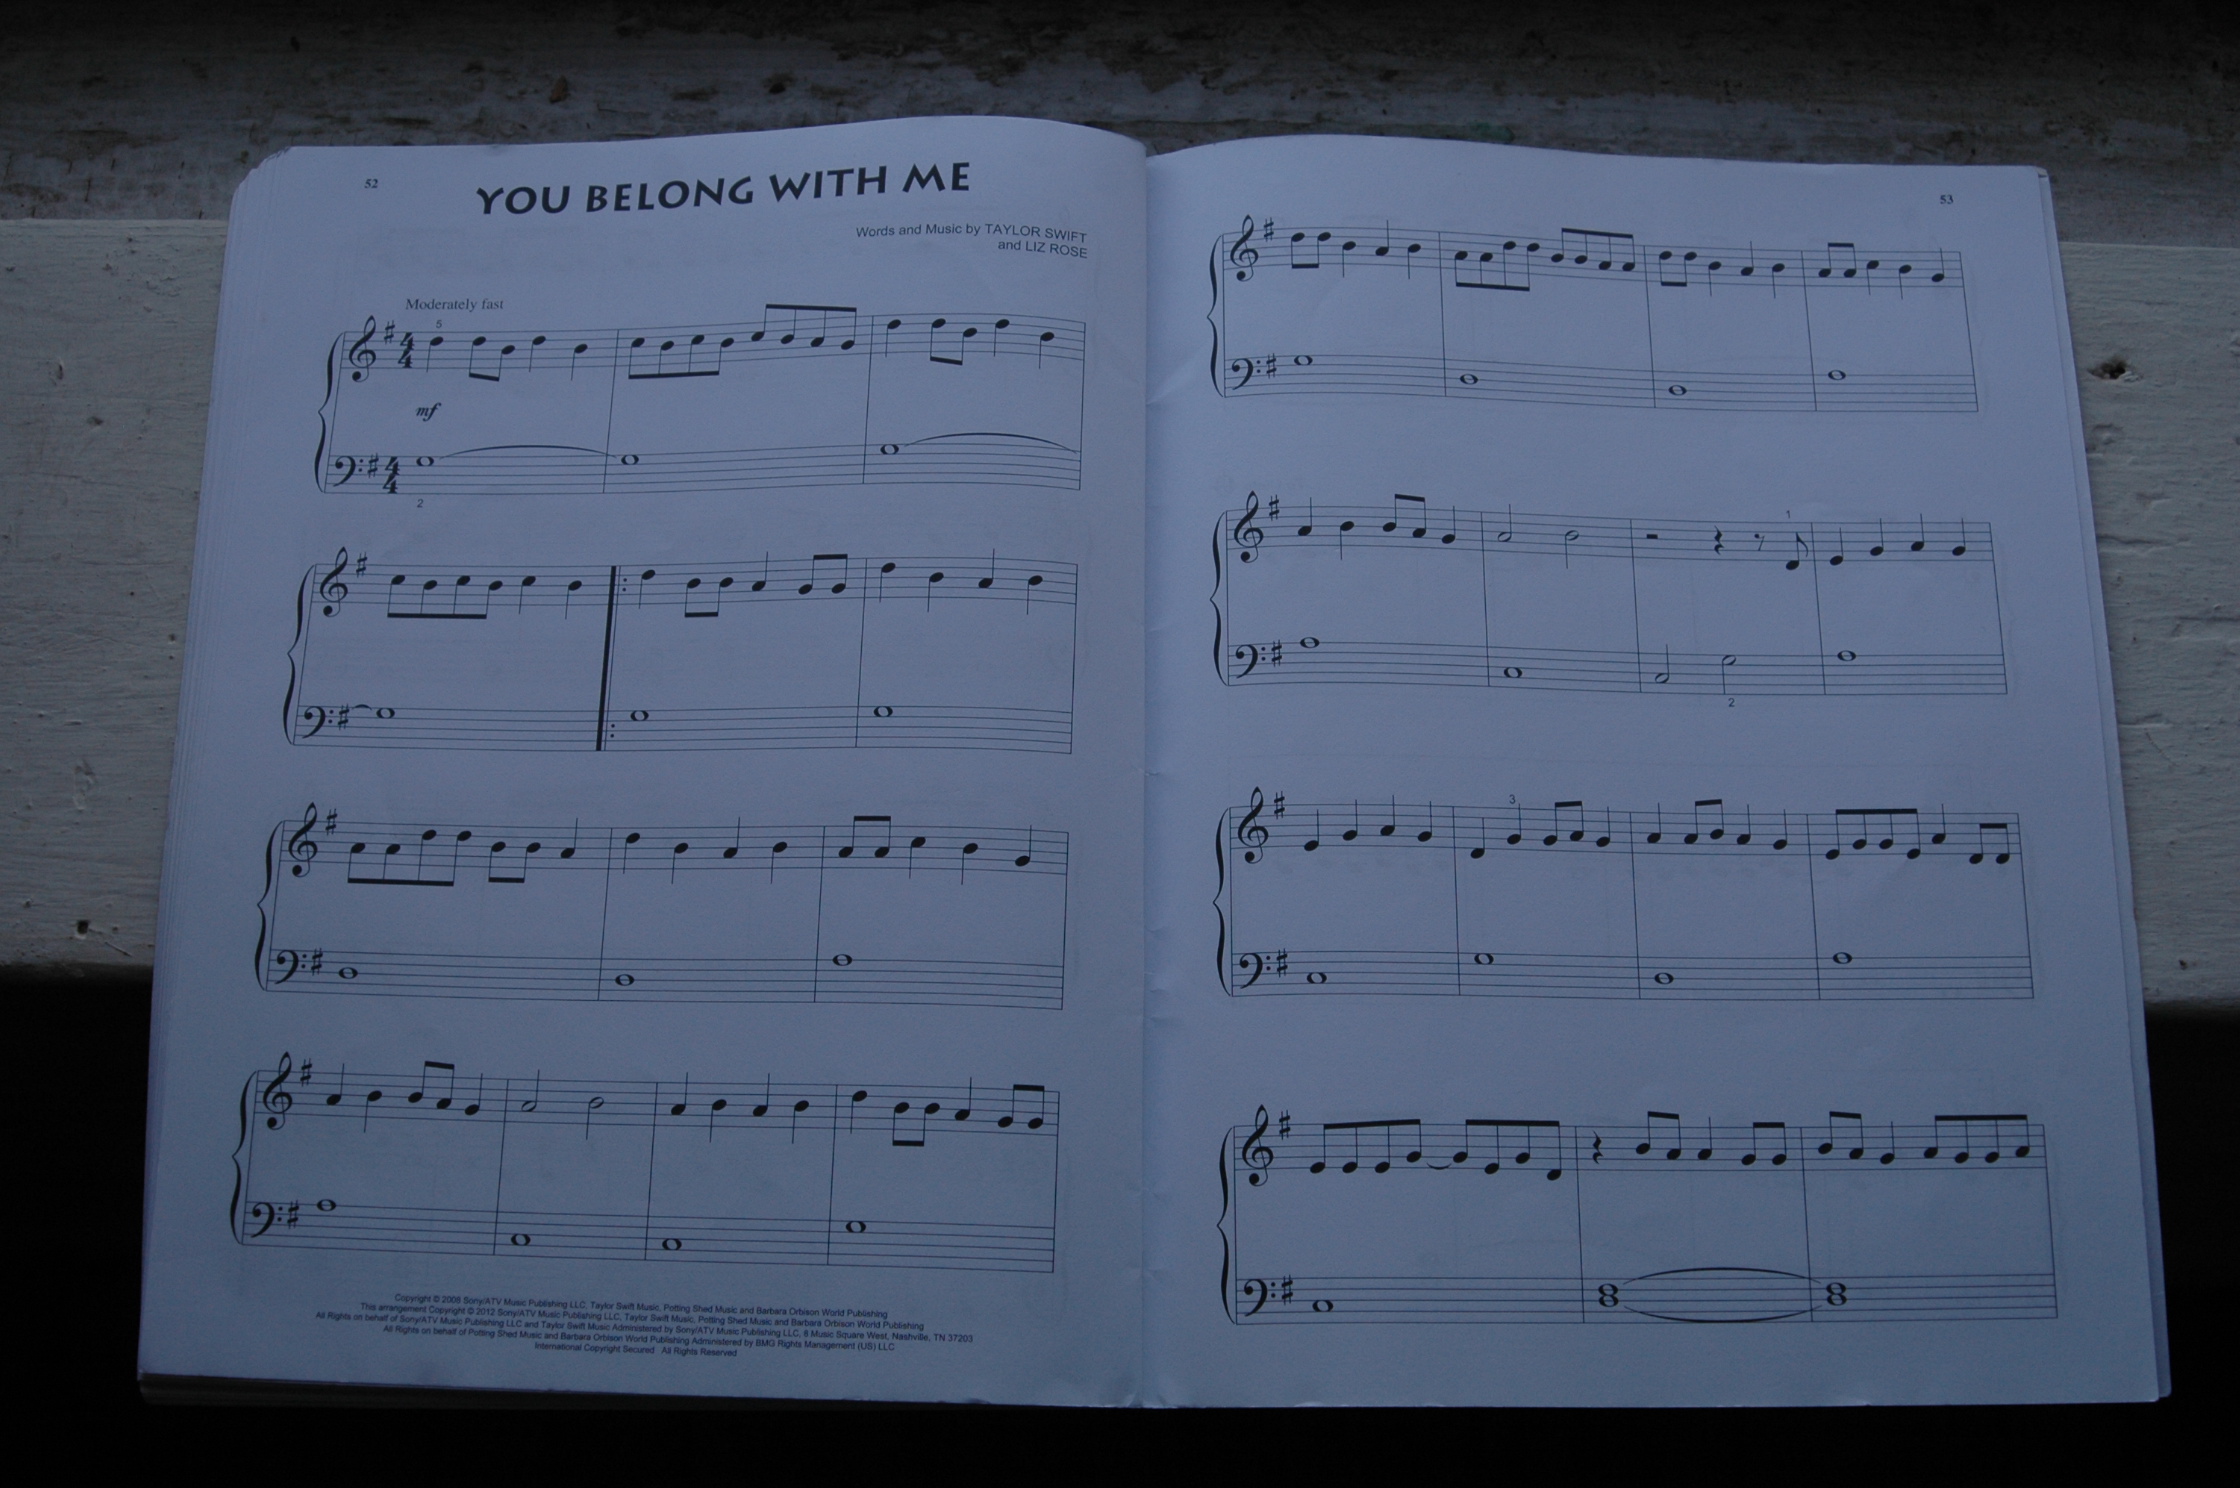 52
YOU BELONG WITH ME
Words and Music by TAYLOR SWIFT
and LIZ ROSE
Moderately fast
5
4
4
mf
4
4
2
Copyright © 2008 Sony/ATV Music Publishing LLC, Taylor Swift Music, Potting Shed Music and Barbara Orbison World Publishing
This arrangement Copyright © 2012 Sony/ATV Music Publishing LLC, Taylor Swift Music, Potting Shed Music and Barbara Orbison World Publishing
All Rights on behalf of Sony/ATV Music Publishing LLC and Taylor Swift Music Administered by Sony/ATV Music Publishing LLC, 8 Music Square West, Nashville, TN 37203
All Rights on behalf of Potting Shed Music and Barbara Orbison World Publishing Administered by BMG Rights Management (US) LLC
International Copyright Secured All Rights Reserved
53
1
2
3